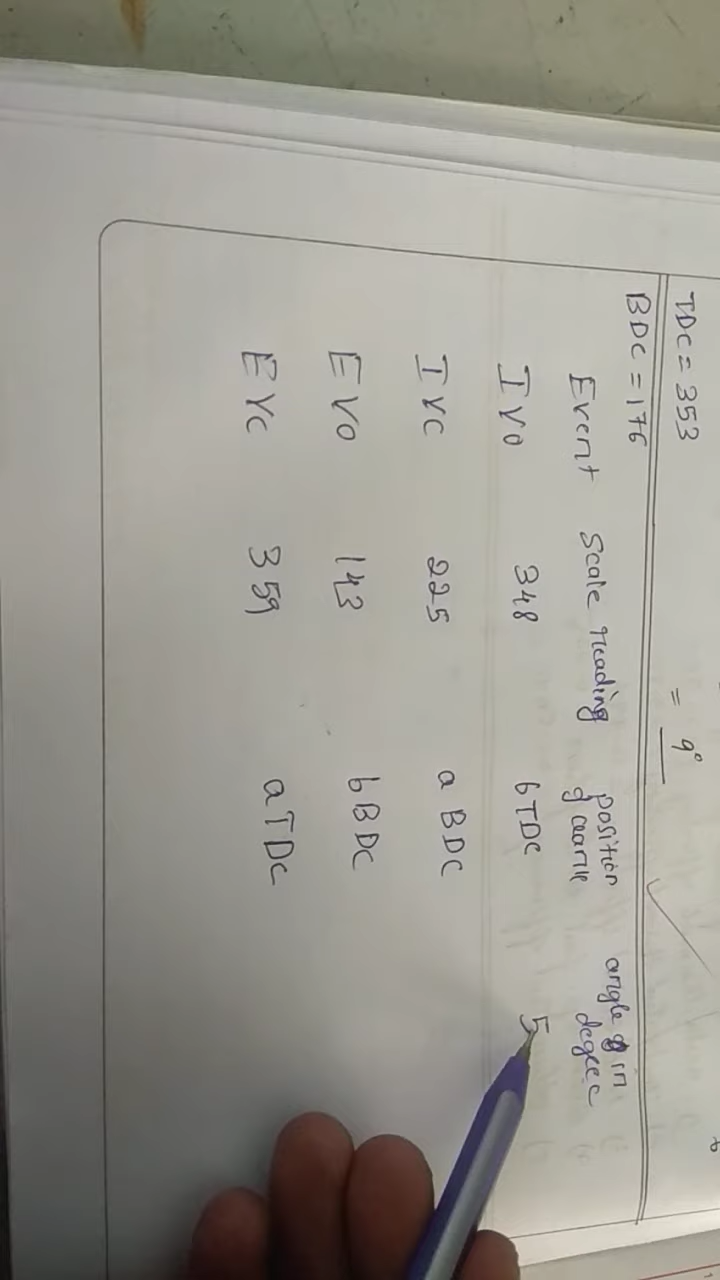 = 9°
TDC = 353
BDC = 176
Event Scale reading position of crank angle in degree
IVO 348 bTDC 5
IVC 225 a BDC
EVO 143 bBDC
EVC 359 aTDC